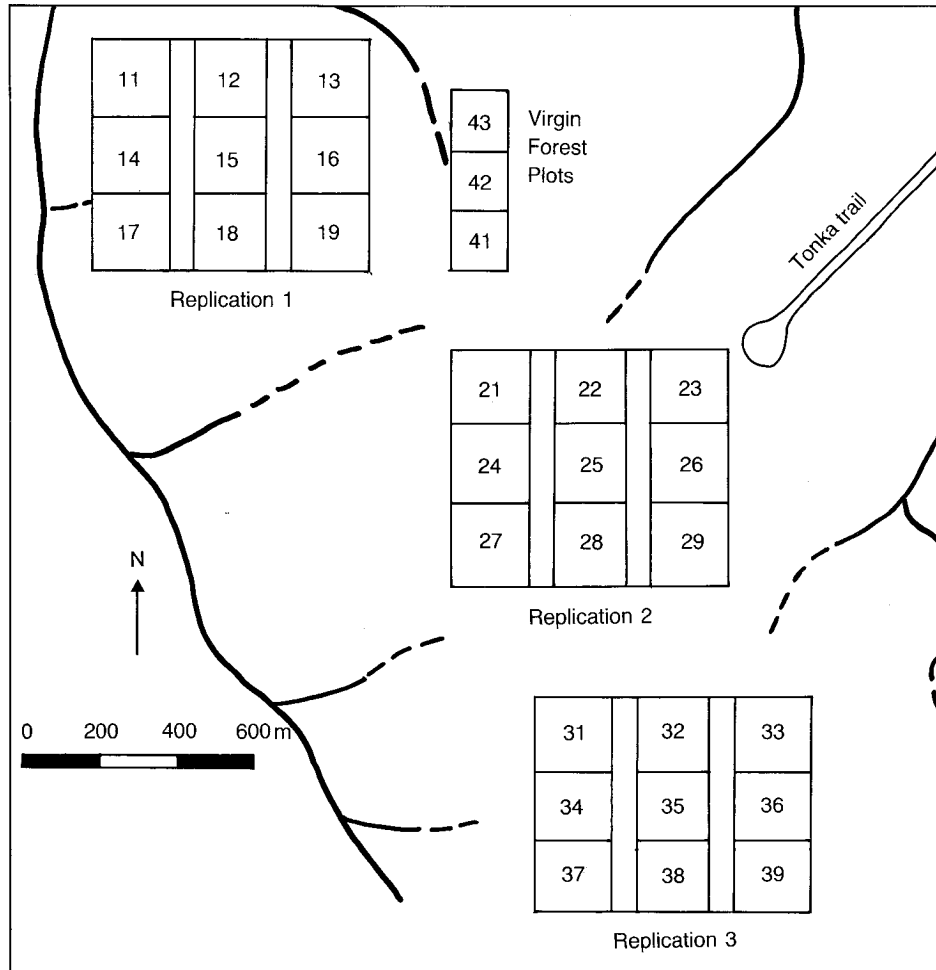 11 12 13
14 15 16
17 18 19
Replication 1
43
42
41
Virgin
Forest
Plots
Tonka trail
21 22 23
24 25 26
27 28 29
Replication 2
N
0 200 400 600 m
31 32 33
34 35 36
37 38 39
Replication 3